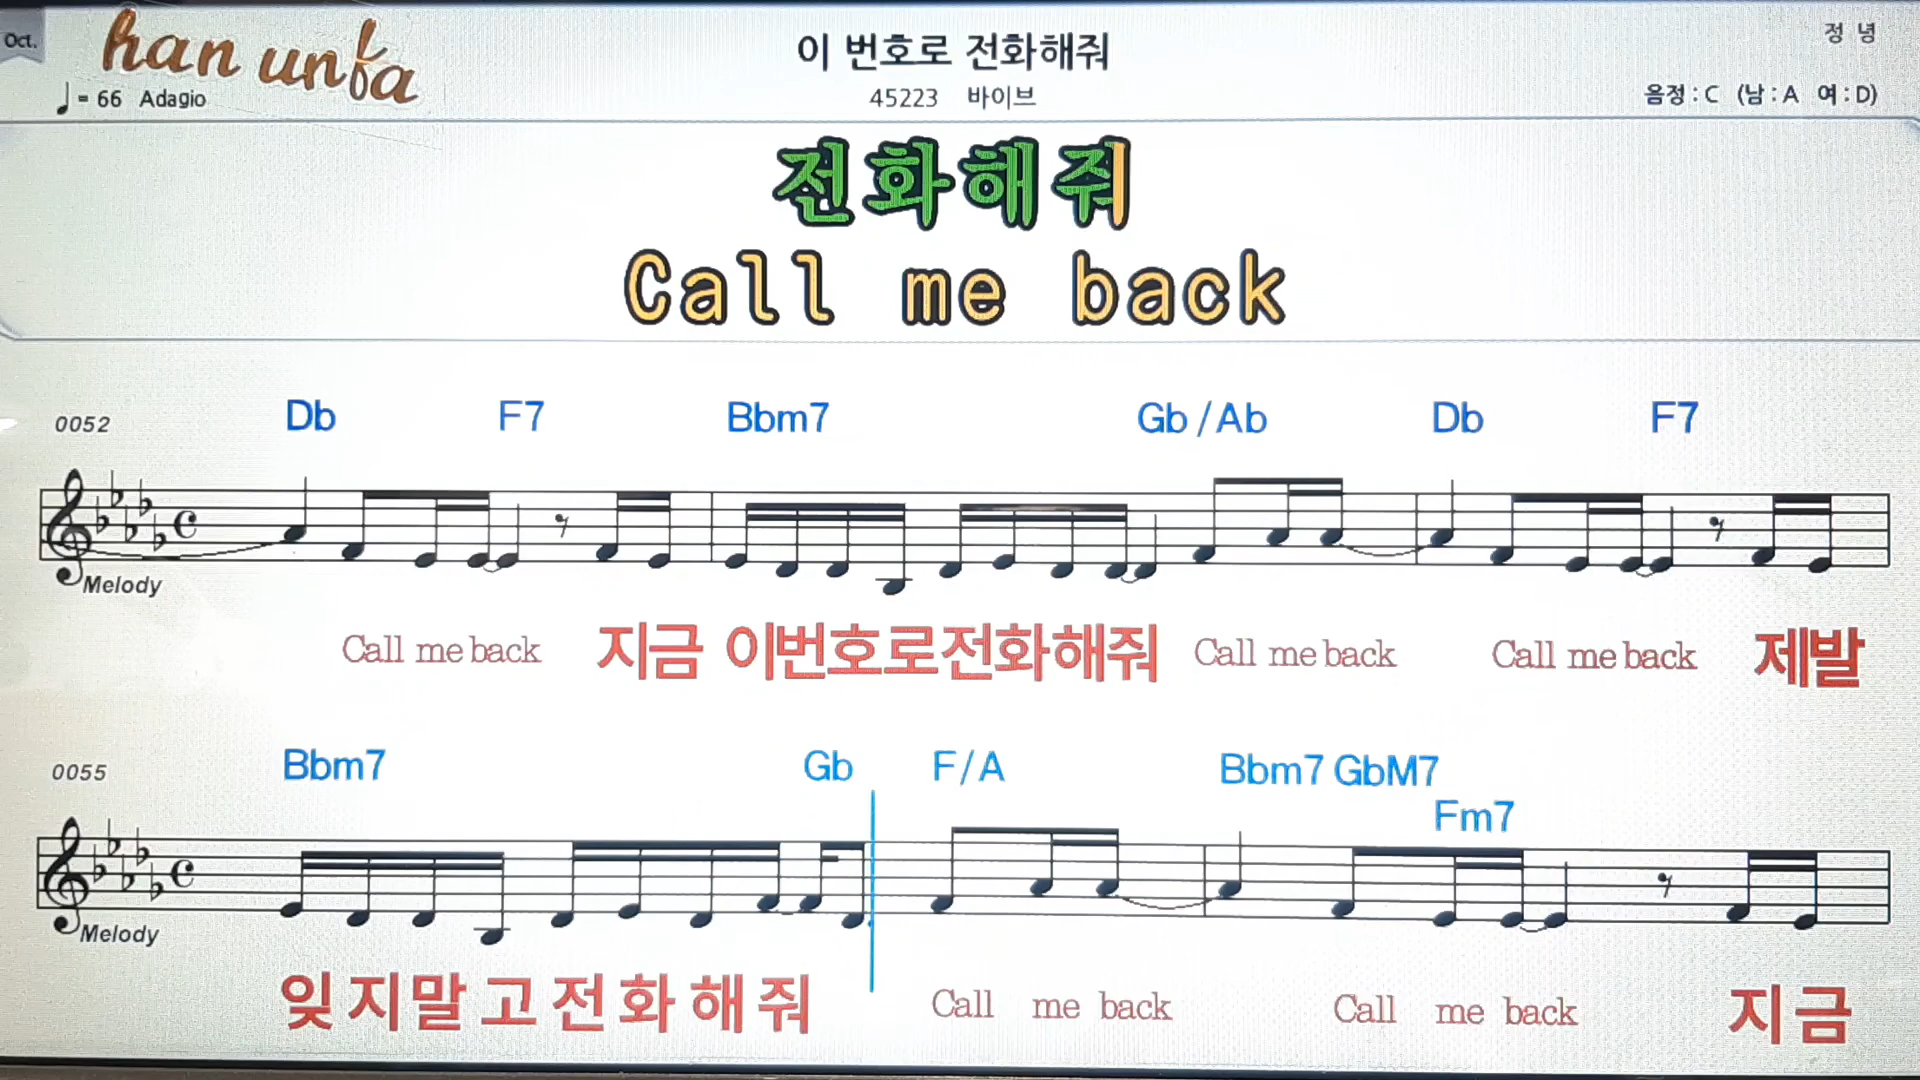 Oct.
han unfa
이 번호로 전화해줘
정 녕
= 66 Adagio
45223 바이브
음정 : C (남 : A 여 : D)
전화해줘
Call me back
0052 Db F7 Bbm7 Gb / Ab Db F7
Melody
Call me back 지금 이번호로전화해줘 Call me back Call me back 제발
0055 Bbm7 Gb F / A Bbm7 GbM7
Fm7
Melody
잊지말고전화해줘 Call me back Call me back 지금